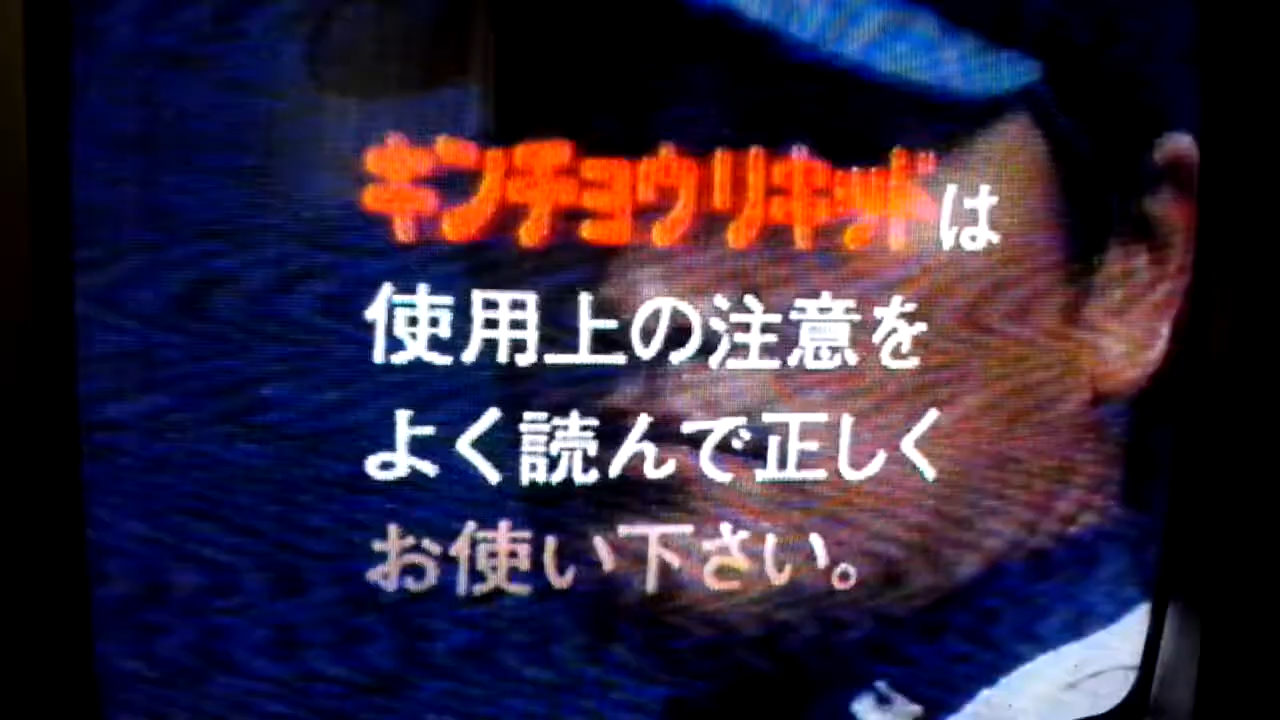 キンチョウリキッドは
使用上の注意を
よく読んで正しく
お使い下さい。